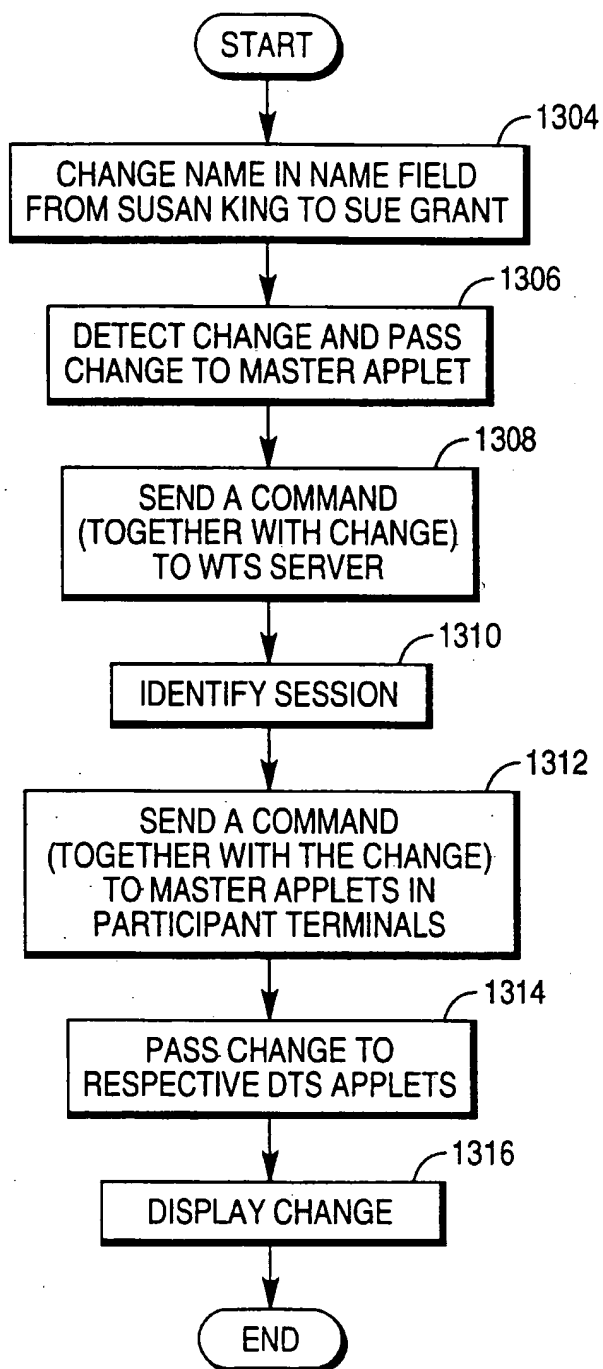 START
1304
CHANGE NAME IN NAME FIELD
FROM SUSAN KING TO SUE GRANT
1306
DETECT CHANGE AND PASS
CHANGE TO MASTER APPLET
1308
SEND A COMMAND
(TOGETHER WITH CHANGE)
TO WTS SERVER
1310
IDENTIFY SESSION
1312
SEND A COMMAND
(TOGETHER WITH THE CHANGE)
TO MASTER APPLETS IN
PARTICIPANT TERMINALS
1314
PASS CHANGE TO
RESPECTIVE DTS APPLETS
1316
DISPLAY CHANGE
END